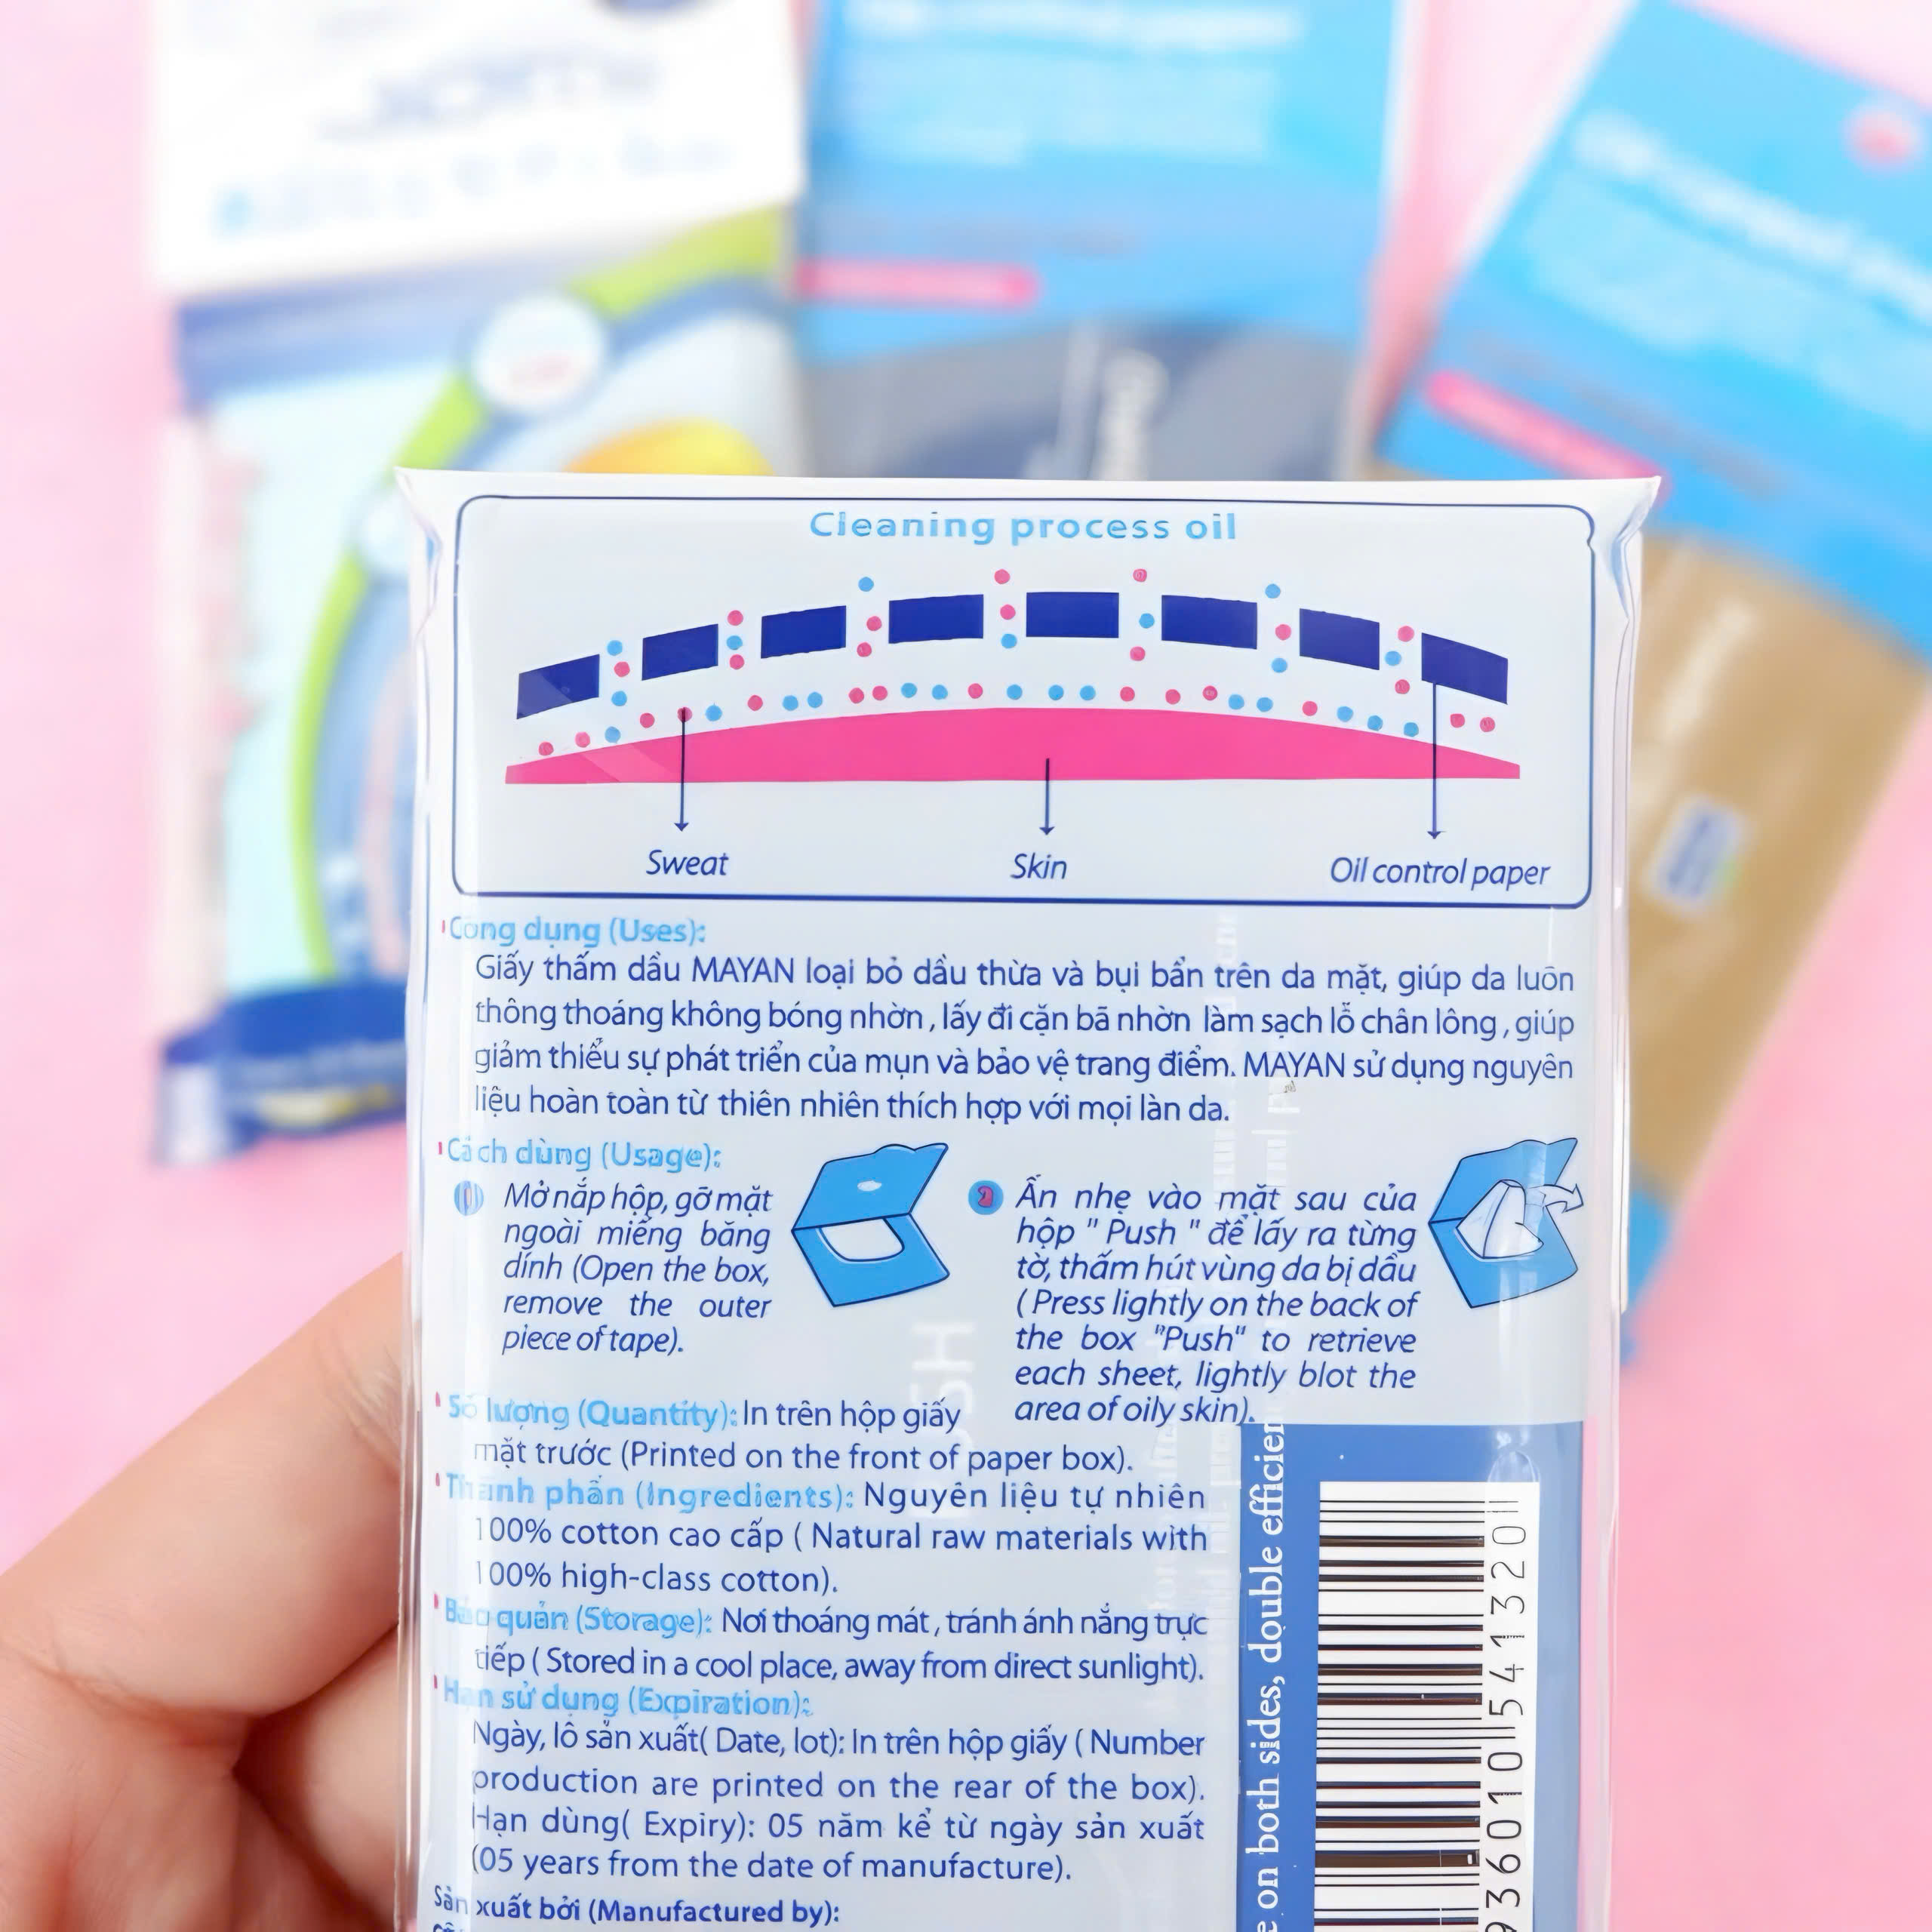 Cleaning process oil
Sweat
Skin
Oil control paper
Công dụng (Uses):
Giấy thấm dầu MAYAN loại bỏ dầu thừa và bụi bẩn trên da mặt, giúp da luôn
thông thoáng không bóng nhờn, lấy đi cặn bã nhờn làm sạch lỗ chân lông, giúp
giảm thiểu sự phát triển của mụn và bảo vệ trang điểm. MAYAN sử dụng nguyên
liệu hoàn toàn từ thiên nhiên thích hợp với mọi làn da.
Cách dùng (Usage):
1 Mở nắp hộp, gỡ mặt
ngoài miếng băng
dính (Open the box,
remove the outer
piece of tape).
2 Ấn nhẹ vào mặt sau của
hộp " Push " để lấy ra từng
tờ, thấm hút vùng da bị dầu
( Press lightly on the back of
the box "Push" to retrieve
each sheet, lightly blot the
area of oily skin).
Số lượng (Quantity): In trên hộp giấy
mặt trước (Printed on the front of paper box).
Thành phần (Ingredients): Nguyên liệu tự nhiên
100% cotton cao cấp ( Natural raw materials with
100% high-class cotton).
Bảo quản (Storage): Nơi thoáng mát, tránh ánh nắng trực
tiếp ( Stored in a cool place, away from direct sunlight).
Hạn sử dụng (Expiration):
Ngày, lô sản xuất( Date, lot): In trên hộp giấy ( Number
production are printed on the rear of the box).
Hạn dùng( Expiry): 05 năm kể từ ngày sản xuất
(05 years from the date of manufacture).
Sản xuất bởi (Manufactured by):
PUSH
on both sides, double
936010 541320